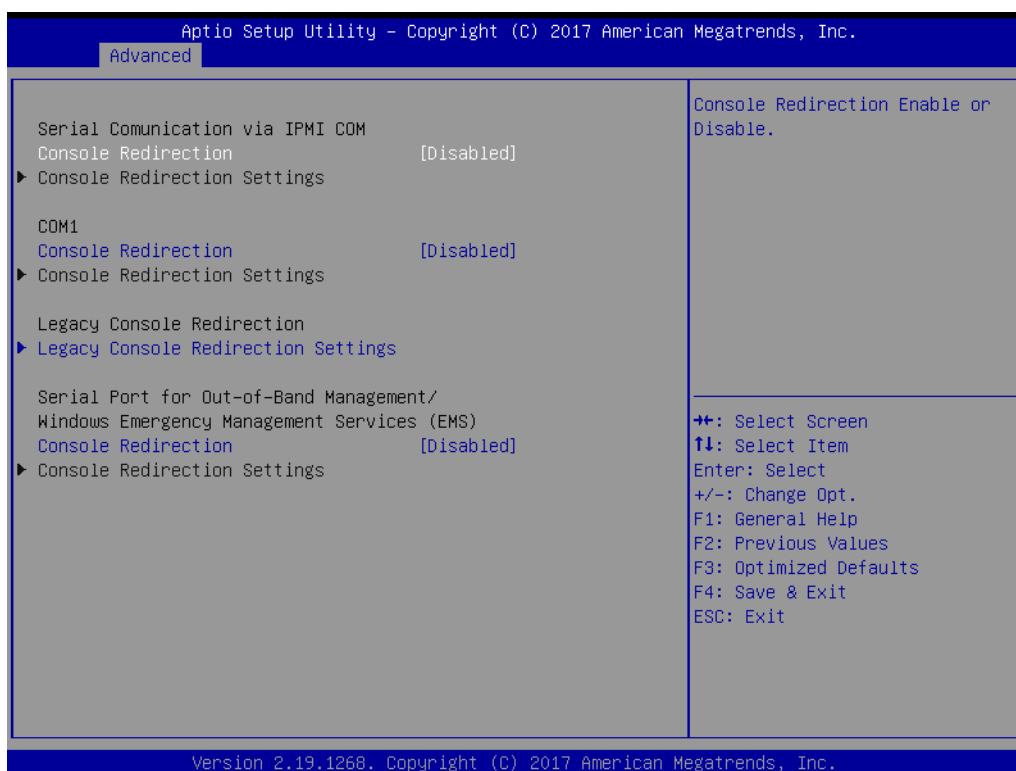 Aptio Setup Utility – Copyright (C) 2017 American Megatrends, Inc.
Advanced
Serial Comunication via IPMI COM
Console Redirection [Disabled]
▶ Console Redirection Settings
COM1
Console Redirection [Disabled]
▶ Console Redirection Settings
Legacy Console Redirection
▶ Legacy Console Redirection Settings
Serial Port for Out-of-Band Management/
Windows Emergency Management Services (EMS)
Console Redirection [Disabled]
▶ Console Redirection Settings
Console Redirection Enable or
Disable.
→←: Select Screen
↑↓: Select Item
Enter: Select
+/-: Change Opt.
F1: General Help
F2: Previous Values
F3: Optimized Defaults
F4: Save & Exit
ESC: Exit
Version 2.19.1268. Copyright (C) 2017 American Megatrends, Inc.